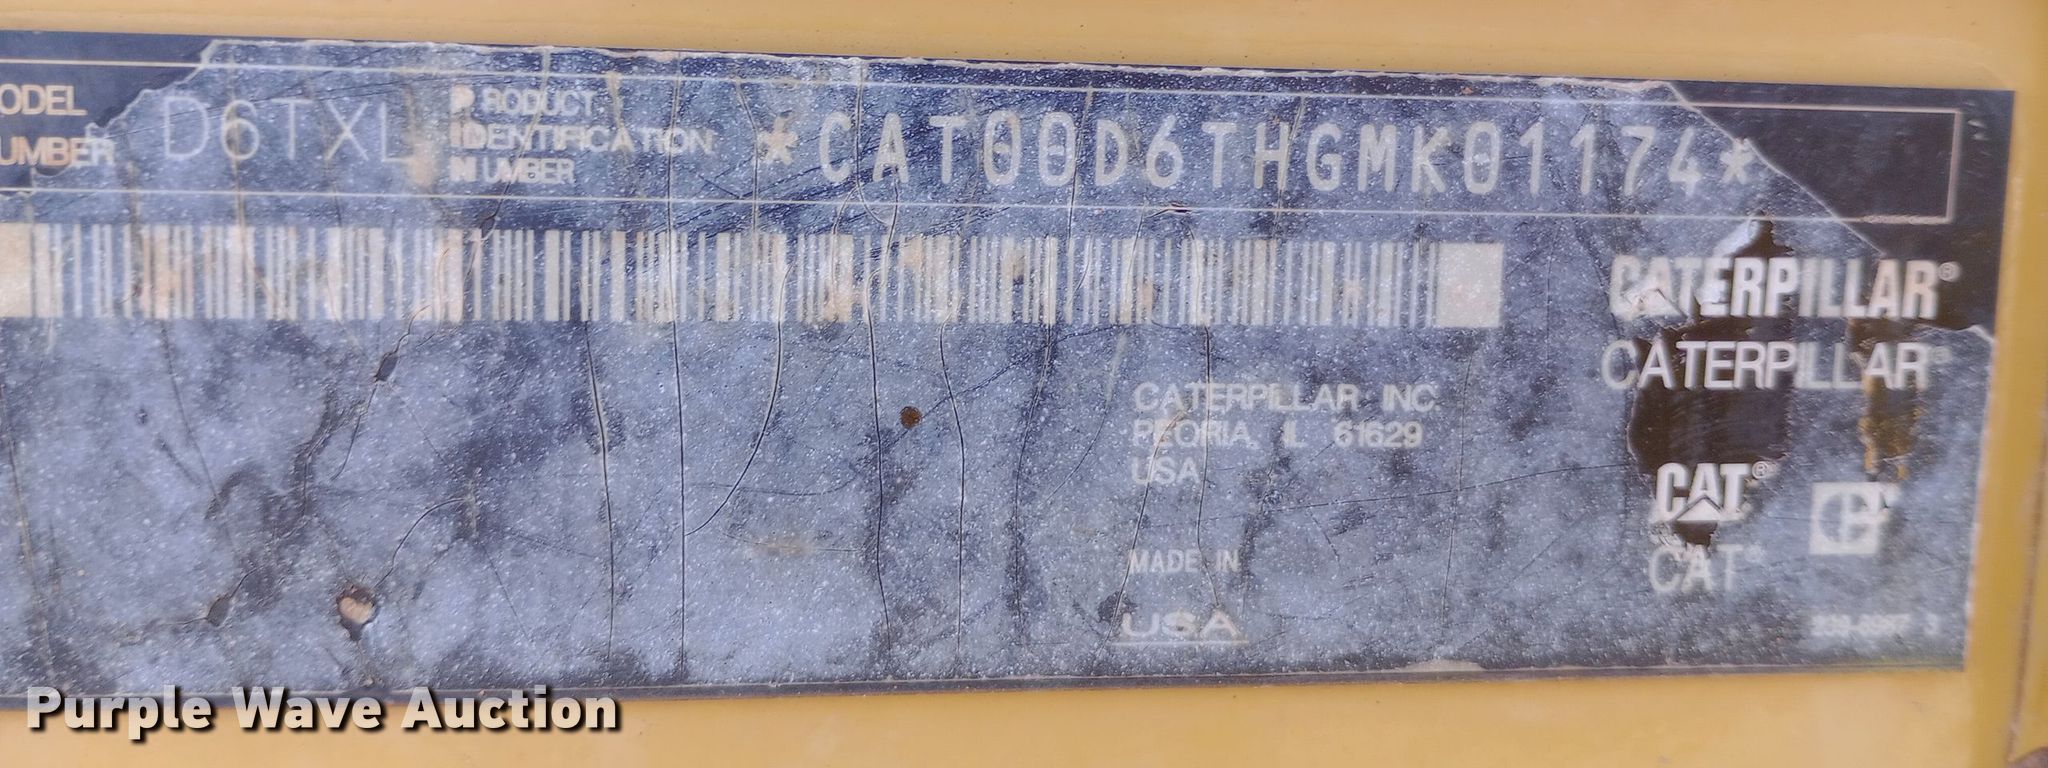 ODEL
UMBER
D6TXL
PRODUCT
IDENTIFICATION
NUMBER
*CAT00D6THGMK01174*
CATERPILLAR®
CATERPILLAR®
CATERPILLAR INC.
PEORIA, IL 61629
USA
CAT®
CAT®
MADE IN
USA
Purple Wave Auction